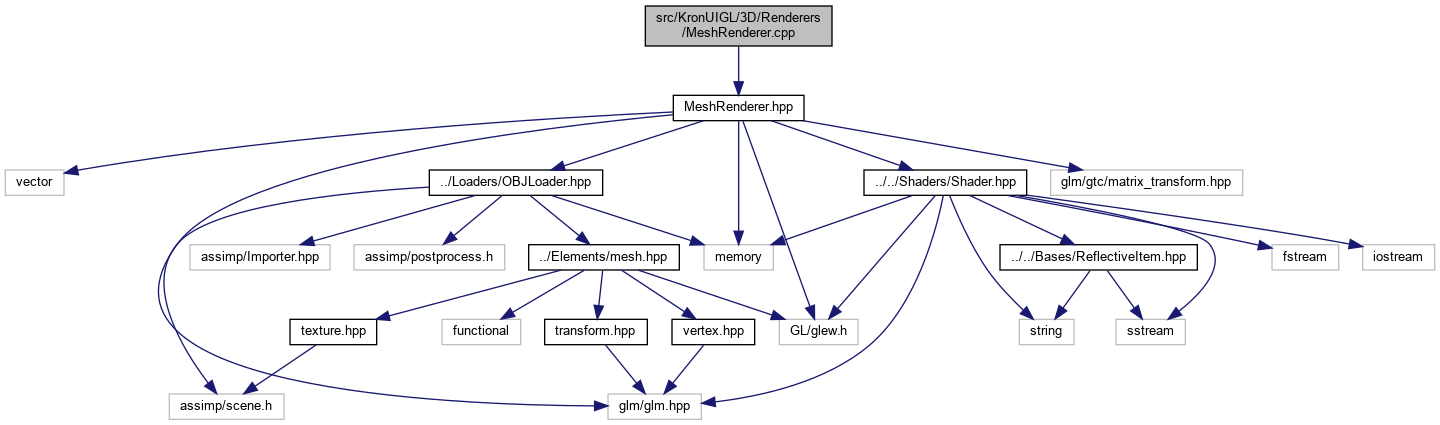 src/KronUIGL/3D/Renderers
/MeshRenderer.cpp
MeshRenderer.hpp
vector
../Loaders/OBJLoader.hpp
../../Shaders/Shader.hpp
glm/gtc/matrix_transform.hpp
assimp/Importer.hpp
assimp/postprocess.h
../Elements/mesh.hpp
memory
../../Bases/ReflectiveItem.hpp
fstream
iostream
texture.hpp
functional
transform.hpp
vertex.hpp
GL/glew.h
string
sstream
assimp/scene.h
glm/glm.hpp